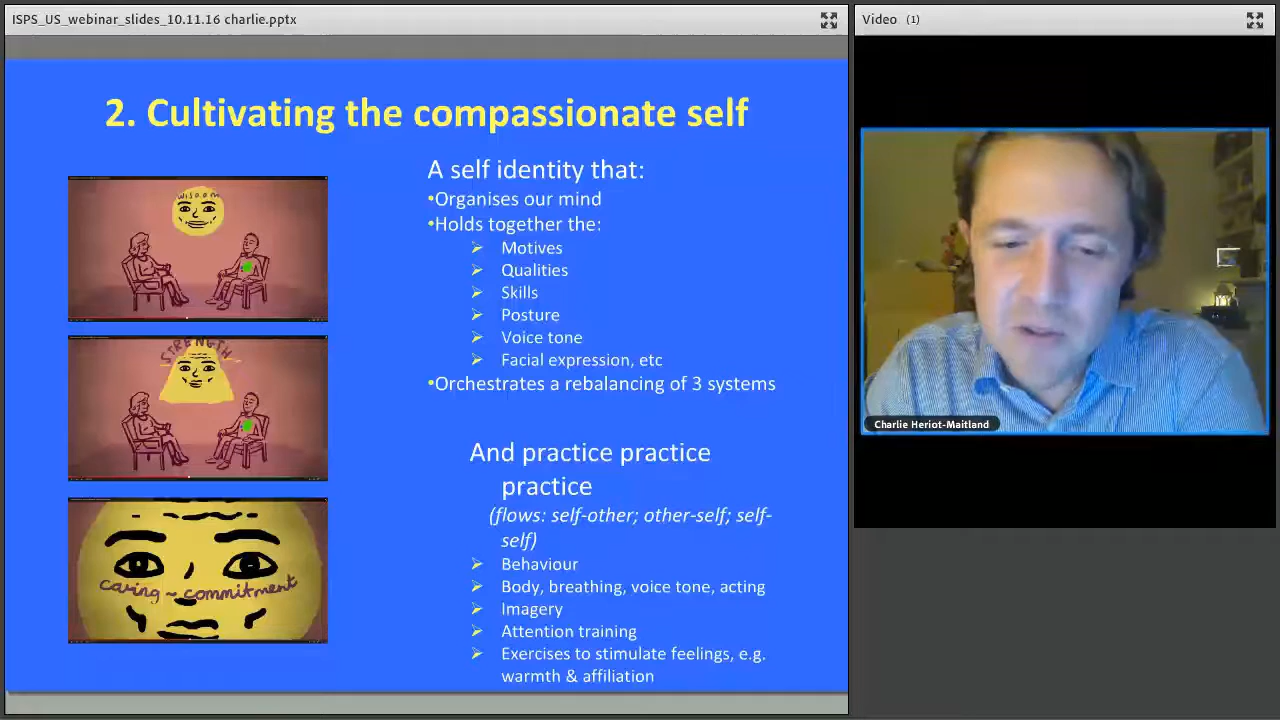 ISPS_US_webinar_slides_10.11.16 charlie.pptx
Video (1)
2. Cultivating the compassionate self
WISDOM
STRENGTH
caring ~ commitment
A self identity that:
•Organises our mind
•Holds together the:
➢ Motives
➢ Qualities
➢ Skills
➢ Posture
➢ Voice tone
➢ Facial expression, etc
•Orchestrates a rebalancing of 3 systems
And practice practice
practice
(flows: self-other; other-self; self-
self)
➢ Behaviour
➢ Body, breathing, voice tone, acting
➢ Imagery
➢ Attention training
➢ Exercises to stimulate feelings, e.g.
warmth & affiliation
Charlie Heriot-Maitland